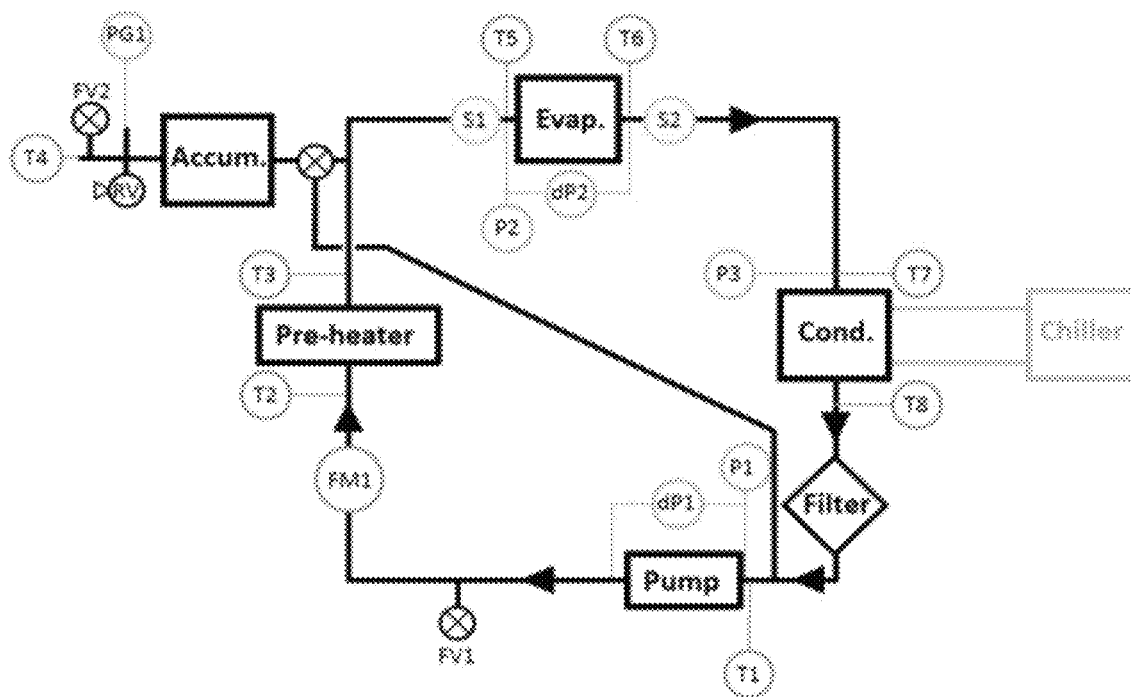 PG1
T5
T6
FV2
S1
Evap.
S2
T4
Accum.
RV
dP2
P2
T3
P3
T7
Pre-heater
Cond.
Chiller
T2
T8
FM1
P1
dP1
Filter
Pump
FV1
T1